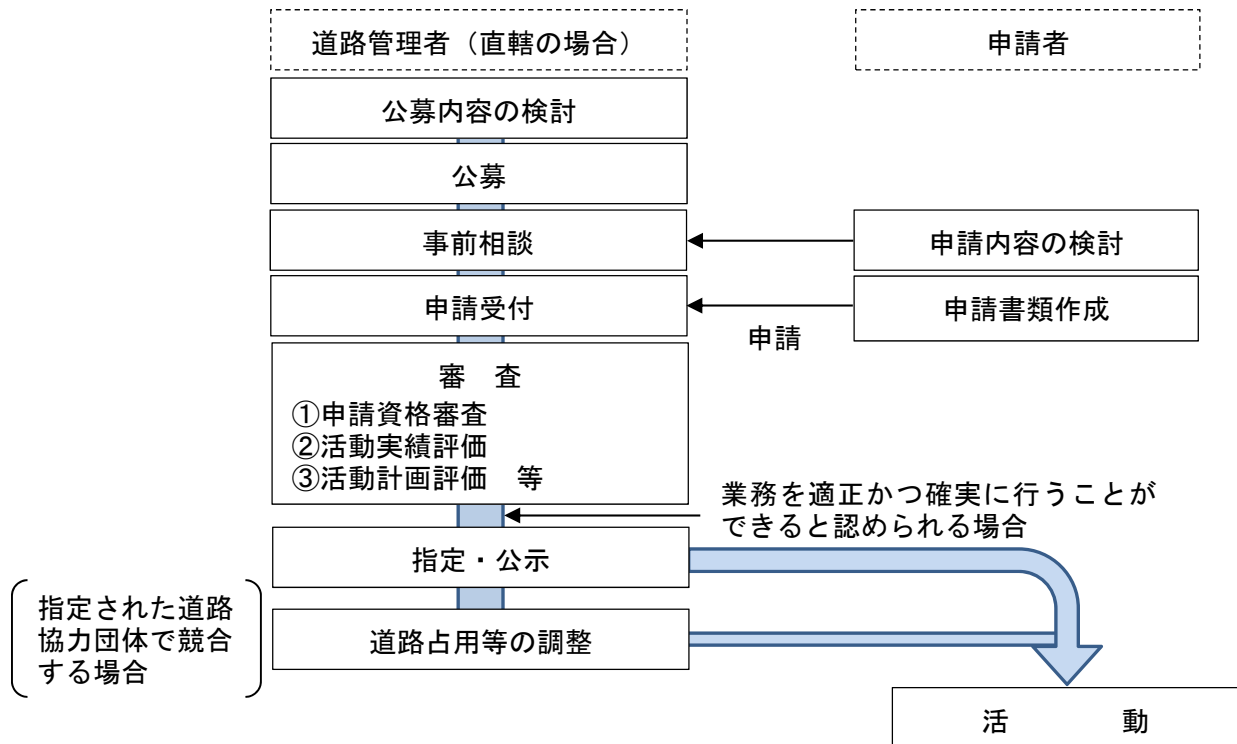 道路管理者（直轄の場合）
申請者
公募内容の検討
公募
事前相談
申請内容の検討
申請受付
申請書類作成
申請
審　査
①申請資格審査
②活動実績評価
③活動計画評価　等
業務を適正かつ確実に行うことが
できると認められる場合
指定・公示
指定された道路
協力団体で競合
する場合
道路占用等の調整
活　　　動